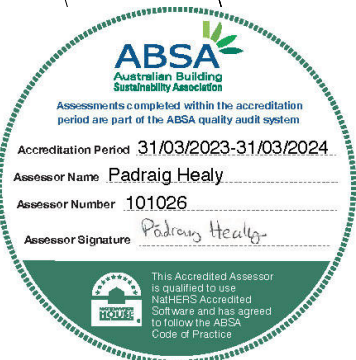 ABSA
Australian Building
Sustainability Association
Assessments completed within the accreditation
period are part of the ABSA quality audit system
Accreditation Period 31/03/2023-31/03/2024
Assessor Name Padraig Healy
Assessor Number 101026
Assessor Signature Padraig Healy
HOUSE
This Accredited Assessor
is qualified to use
NatHERS Accredited
Software and has agreed
to follow the ABSA
Code of Practice